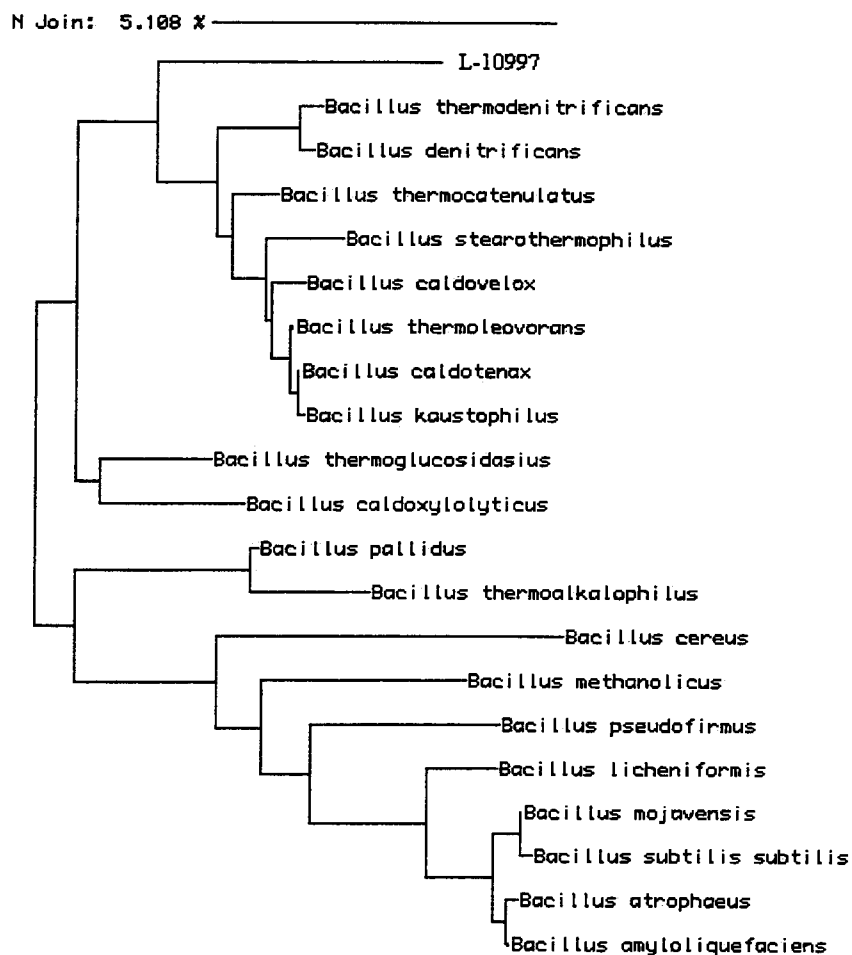 N Join: 5.108 %
L-10997
Bacillus thermodenitrificans
Bacillus denitrificans
Bacillus thermocatenulatus
Bacillus stearothermophilus
Bacillus caldovelox
Bacillus thermoleovorans
Bacillus caldotenax
Bacillus kaustophilus
Bacillus thermoglucosidasius
Bacillus caldoxylolyticus
Bacillus pallidus
Bacillus thermoalkalophilus
Bacillus cereus
Bacillus methanolicus
Bacillus pseudofirmus
Bacillus licheniformis
Bacillus mojavensis
Bacillus subtilis subtilis
Bacillus atrophaeus
Bacillus amyloliquefaciens